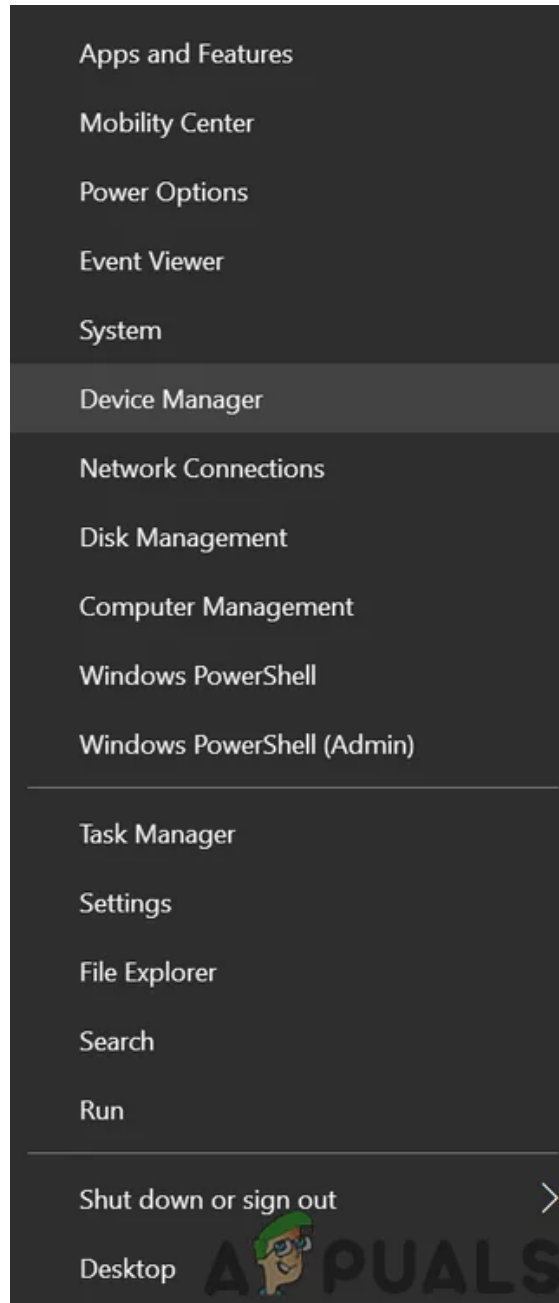 Apps and Features
Mobility Center
Power Options
Event Viewer
System
Device Manager
Network Connections
Disk Management
Computer Management
Windows PowerShell
Windows PowerShell (Admin)
Task Manager
Settings
File Explorer
Search
Run
Shut down or sign out
Desktop
APPUALS